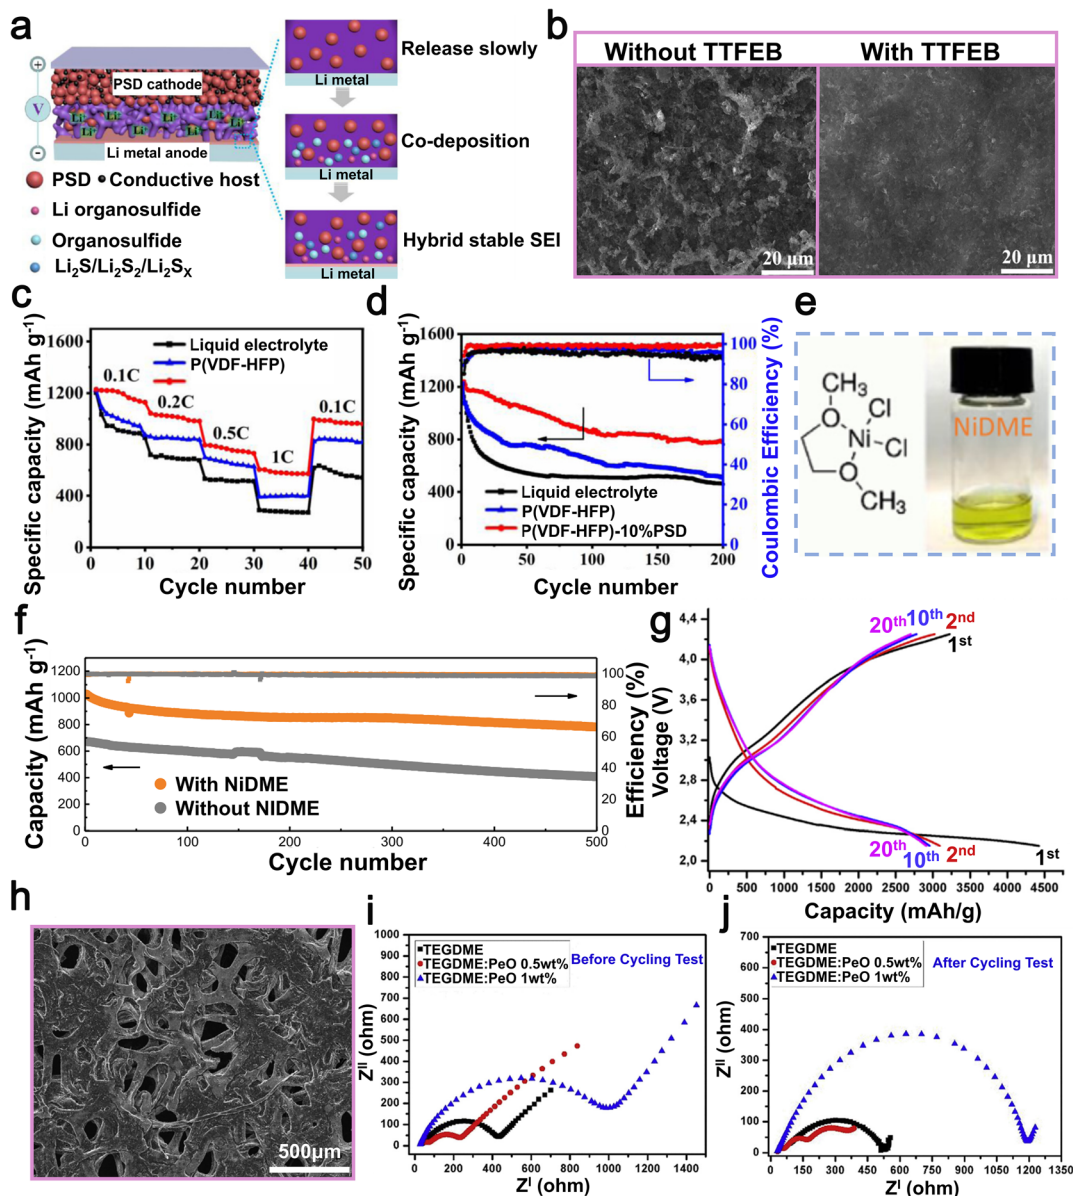 a
+
V
−
PSD cathode
Li⁺ Li⁺ Li⁺ Li⁺ Li⁺ Li⁺
Li metal anode
PSD Conductive host
Li organosulfide
Organosulfide
Li₂S/Li₂S₂/Li₂Sₓ
Li metal
Release slowly
Li metal
Co-deposition
Li metal
Hybrid stable SEI
b
Without TTFEB
With TTFEB
20 μm
20 μm
c
Specific capacity (mAh g⁻¹)
1600
1200
800
400
0
Liquid electrolyte
P(VDF-HFP)
0.1C
0.2C
0.5C
1C
0.1C
0 10 20 30 40 50
Cycle number
d
Specific capacity (mAh g⁻¹)
1600
1200
800
400
0
Liquid electrolyte
P(VDF-HFP)
P(VDF-HFP)-10%PSD
100
80
60
40
20
0
Coulombic Efficiency (%)
0 50 100 150 200
Cycle number
e
CH₃
O
Cl
Ni
Cl
O
CH₃
NiDME
f
Capacity (mAh g⁻¹)
1200
1000
800
600
400
200
0
With NiDME
Without NIDME
100
80
60
40
20
0
Efficiency (%)
0 100 200 300 400 500
Cycle number
g
Voltage (V)
4,4
4,0
3,6
3,2
2,8
2,4
2,0
20th 10th 2nd
1st
20th 10th 2nd 1st
0 500 1000 1500 2000 2500 3000 3500 4000 4500
Capacity (mAh/g)
h
500μm
i
Zᴵᴵ (ohm)
1000
900
800
700
600
500
400
300
200
100
0
TEGDME
TEGDME:PeO 0.5wt%
TEGDME:PeO 1wt%
Before Cycling Test
0 200 400 600 800 1000 1200 1400
Zᴵ (ohm)
j
Zᴵᴵ (ohm)
700
600
500
400
300
200
100
0
TEGDME
TEGDME:PeO 0.5wt%
TEGDME:PeO 1wt%
After Cycling Test
0 150 300 450 600 750 900 1050 1200 1350
Zᴵ (ohm)